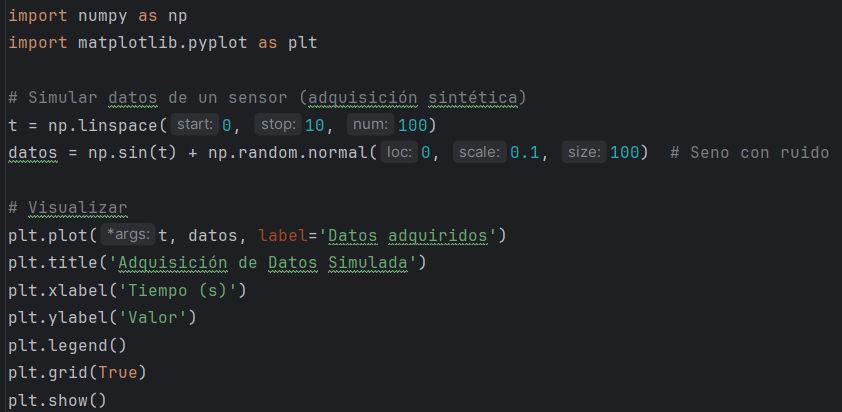 import numpy as np
import matplotlib.pyplot as plt
# Simular datos de un sensor (adquisición sintética)
t = np.linspace( start: 0, stop: 10, num: 100)
datos = np.sin(t) + np.random.normal( loc: 0, scale: 0.1, size: 100)  # Seno con ruido
# Visualizar
plt.plot( *args: t, datos, label='Datos adquiridos')
plt.title('Adquisición de Datos Simulada')
plt.xlabel('Tiempo (s)')
plt.ylabel('Valor')
plt.legend()
plt.grid(True)
plt.show()